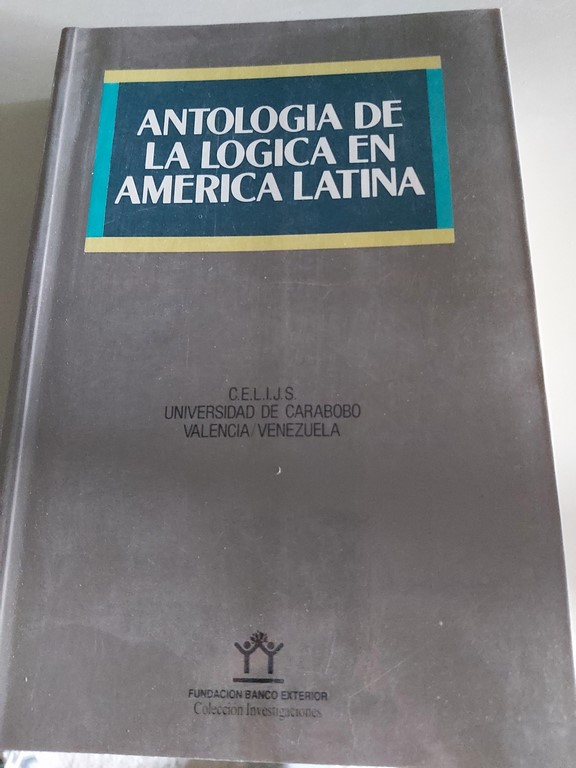 ANTOLOGIA DE
LA LOGICA EN
AMERICA LATINA
C.E.L.I.J.S.
UNIVERSIDAD DE CARABOBO
VALENCIA/VENEZUELA
FUNDACION BANCO EXTERIOR
Colección Investigaciones